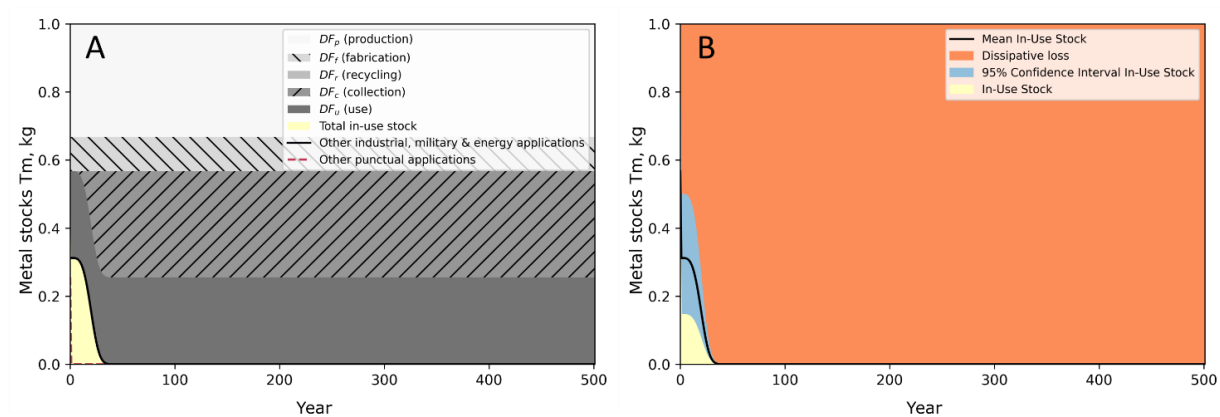 A
1.0
0.8
0.6
0.4
0.2
0.0
Metal stocks Tm, kg
0
100
200
300
400
500
Year
DFp (production)
DFf (fabrication)
DFr (recycling)
DFc (collection)
DFu (use)
Total in-use stock
Other industrial, military & energy applications
Other punctual applications
B
1.0
0.8
0.6
0.4
0.2
0.0
Metal stocks Tm, kg
0
100
200
300
400
500
Year
Mean In-Use Stock
Dissipative loss
95% Confidence Interval In-Use Stock
In-Use Stock